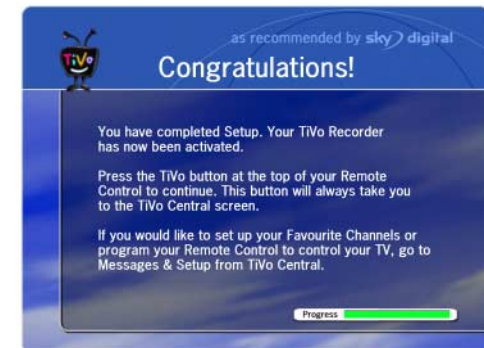 as recommended by sky digital
TiVo
Congratulations!
You have completed Setup. Your TiVo Recorder
has now been activated.
Press the TiVo button at the top of your Remote
Control to continue. This button will always take you
to the TiVo Central screen.
If you would like to set up your Favourite Channels or
program your Remote Control to control your TV, go to
Messages & Setup from TiVo Central.
Progress